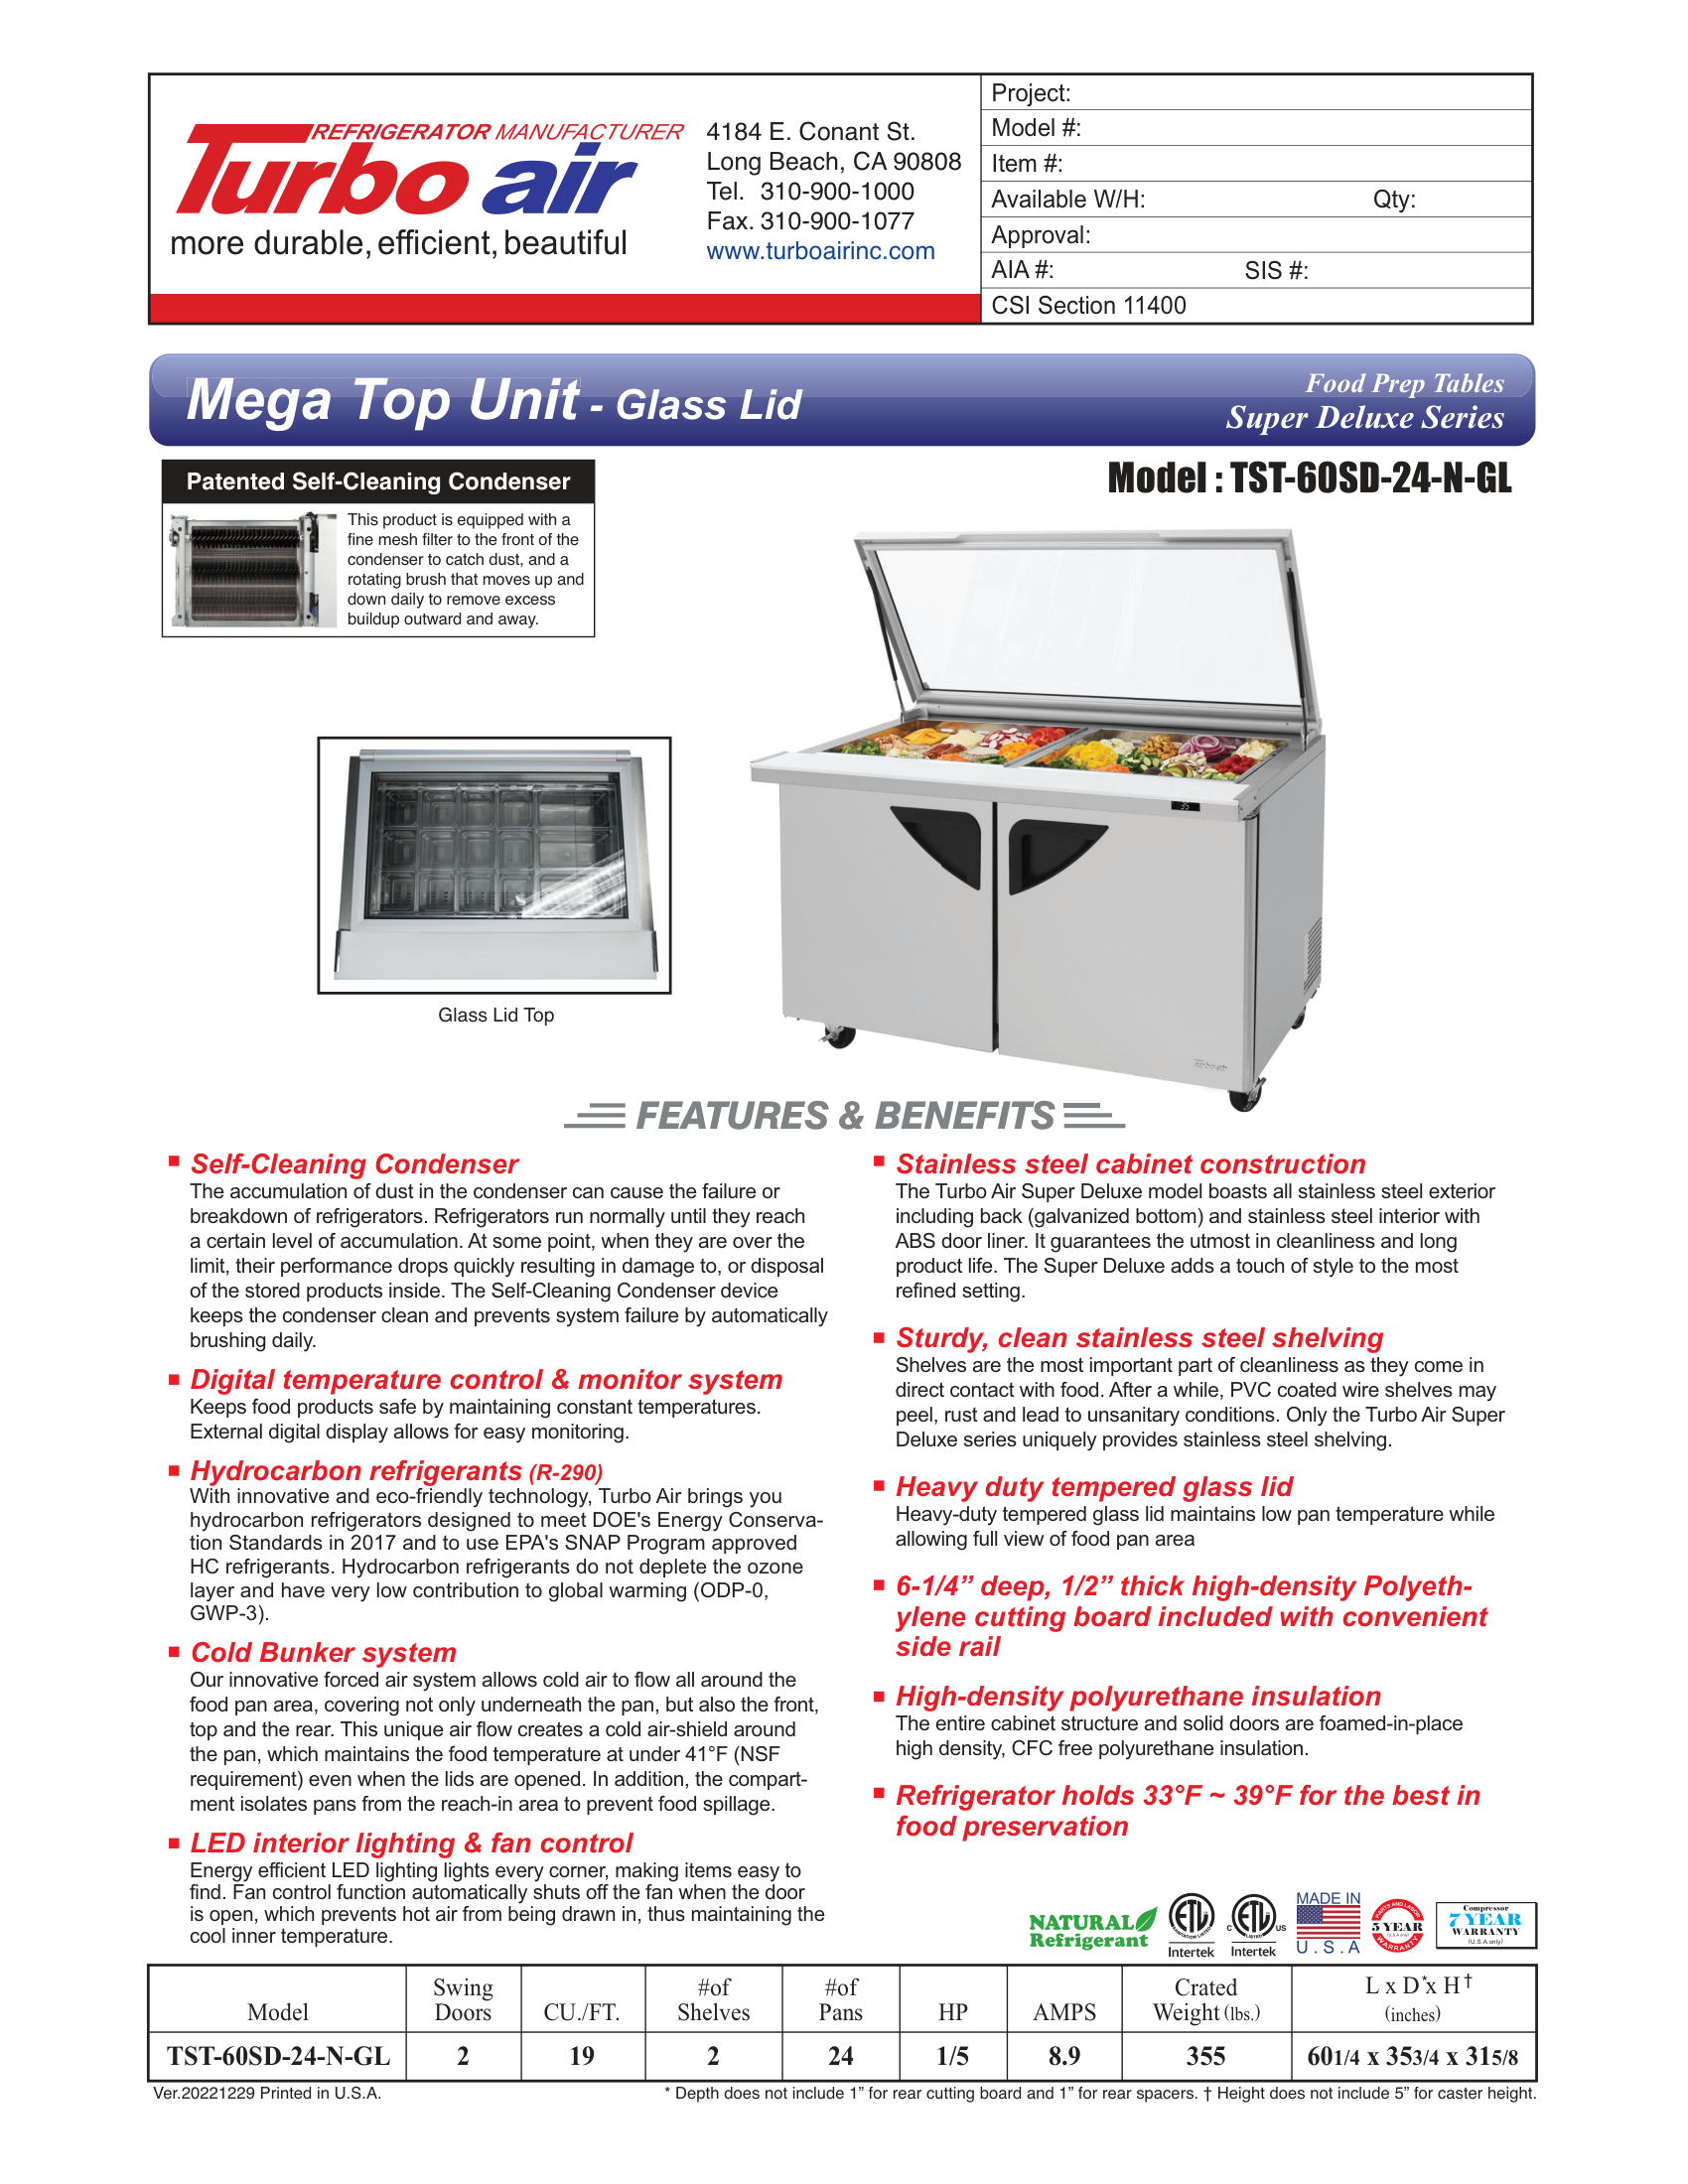 REFRIGERATOR MANUFACTURER
Turbo air
more durable, efficient, beautiful
4184 E. Conant St.
Long Beach, CA 90808
Tel. 310-900-1000
Fax. 310-900-1077
www.turboairinc.com
Project:
Model #:
Item #:
Available W/H: Qty:
Approval:
AIA #: SIS #:
CSI Section 11400
Mega Top Unit - Glass Lid
Food Prep Tables
Super Deluxe Series
Patented Self-Cleaning Condenser
This product is equipped with a
fine mesh filter to the front of the
condenser to catch dust, and a
rotating brush that moves up and
down daily to remove excess
buildup outward and away.
Model : TST-60SD-24-N-GL
35
Turbo air
Glass Lid Top
FEATURES & BENEFITS
Self-Cleaning Condenser
The accumulation of dust in the condenser can cause the failure or
breakdown of refrigerators. Refrigerators run normally until they reach
a certain level of accumulation. At some point, when they are over the
limit, their performance drops quickly resulting in damage to, or disposal
of the stored products inside. The Self-Cleaning Condenser device
keeps the condenser clean and prevents system failure by automatically
brushing daily.
Digital temperature control & monitor system
Keeps food products safe by maintaining constant temperatures.
External digital display allows for easy monitoring.
Hydrocarbon refrigerants (R-290)
With innovative and eco-friendly technology, Turbo Air brings you
hydrocarbon refrigerators designed to meet DOE's Energy Conserva-
tion Standards in 2017 and to use EPA's SNAP Program approved
HC refrigerants. Hydrocarbon refrigerants do not deplete the ozone
layer and have very low contribution to global warming (ODP-0,
GWP-3).
Cold Bunker system
Our innovative forced air system allows cold air to flow all around the
food pan area, covering not only underneath the pan, but also the front,
top and the rear. This unique air flow creates a cold air-shield around
the pan, which maintains the food temperature at under 41°F (NSF
requirement) even when the lids are opened. In addition, the compart-
ment isolates pans from the reach-in area to prevent food spillage.
LED interior lighting & fan control
Energy efficient LED lighting lights every corner, making items easy to
find. Fan control function automatically shuts off the fan when the door
is open, which prevents hot air from being drawn in, thus maintaining the
cool inner temperature.
Stainless steel cabinet construction
The Turbo Air Super Deluxe model boasts all stainless steel exterior
including back (galvanized bottom) and stainless steel interior with
ABS door liner. It guarantees the utmost in cleanliness and long
product life. The Super Deluxe adds a touch of style to the most
refined setting.
Sturdy, clean stainless steel shelving
Shelves are the most important part of cleanliness as they come in
direct contact with food. After a while, PVC coated wire shelves may
peel, rust and lead to unsanitary conditions. Only the Turbo Air Super
Deluxe series uniquely provides stainless steel shelving.
Heavy duty tempered glass lid
Heavy-duty tempered glass lid maintains low pan temperature while
allowing full view of food pan area
6-1/4” deep, 1/2” thick high-density Polyeth-
ylene cutting board included with convenient
side rail
High-density polyurethane insulation
The entire cabinet structure and solid doors are foamed-in-place
high density, CFC free polyurethane insulation.
Refrigerator holds 33°F ~ 39°F for the best in
food preservation
NATURAL
Refrigerant
ETL
SANITATION LISTED
Intertek
C ETL US
LISTED
Intertek
MADE IN
U.S.A
PARTS AND LABOR
5 YEAR
(U.S.A only)
WARRANTY
Compressor
7 YEAR
WARRANTY
(U.S.A only)
Model | Swing Doors | CU./FT. | #of Shelves | #of Pans | HP | AMPS | Crated Weight (lbs.) | L x D* x H† (inches)
TST-60SD-24-N-GL | 2 | 19 | 2 | 24 | 1/5 | 8.9 | 355 | 601/4 x 353/4 x 315/8
Ver.20221229 Printed in U.S.A.
* Depth does not include 1” for rear cutting board and 1” for rear spacers. † Height does not include 5” for caster height.